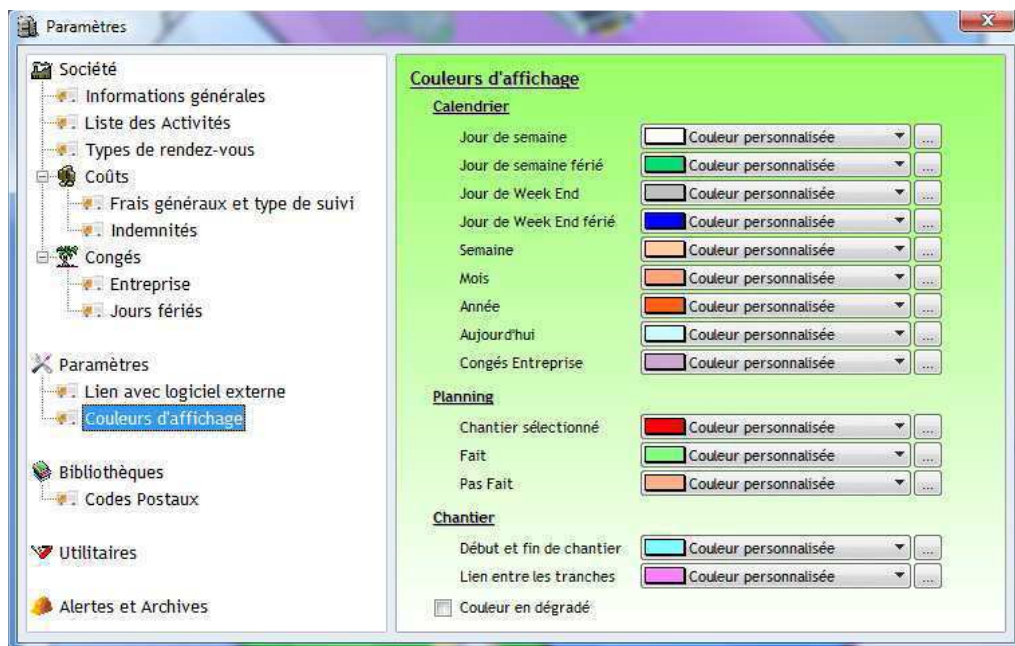 Paramètres
Société
Informations générales
Liste des Activités
Types de rendez-vous
Coûts
Frais généraux et type de suivi
Indemnités
Congés
Entreprise
Jours fériés
Paramètres
Lien avec logiciel externe
Couleurs d'affichage
Bibliothèques
Codes Postaux
Utilitaires
Alertes et Archives
Couleurs d'affichage
Calendrier
Jour de semaine Couleur personnalisée ...
Jour de semaine férié Couleur personnalisée ...
Jour de Week End Couleur personnalisée ...
Jour de Week End férié Couleur personnalisée ...
Semaine Couleur personnalisée ...
Mois Couleur personnalisée ...
Année Couleur personnalisée ...
Aujourd'hui Couleur personnalisée ...
Congés Entreprise Couleur personnalisée ...
Planning
Chantier sélectionné Couleur personnalisée ...
Fait Couleur personnalisée ...
Pas Fait Couleur personnalisée ...
Chantier
Début et fin de chantier Couleur personnalisée ...
Lien entre les tranches Couleur personnalisée ...
Couleur en dégradé